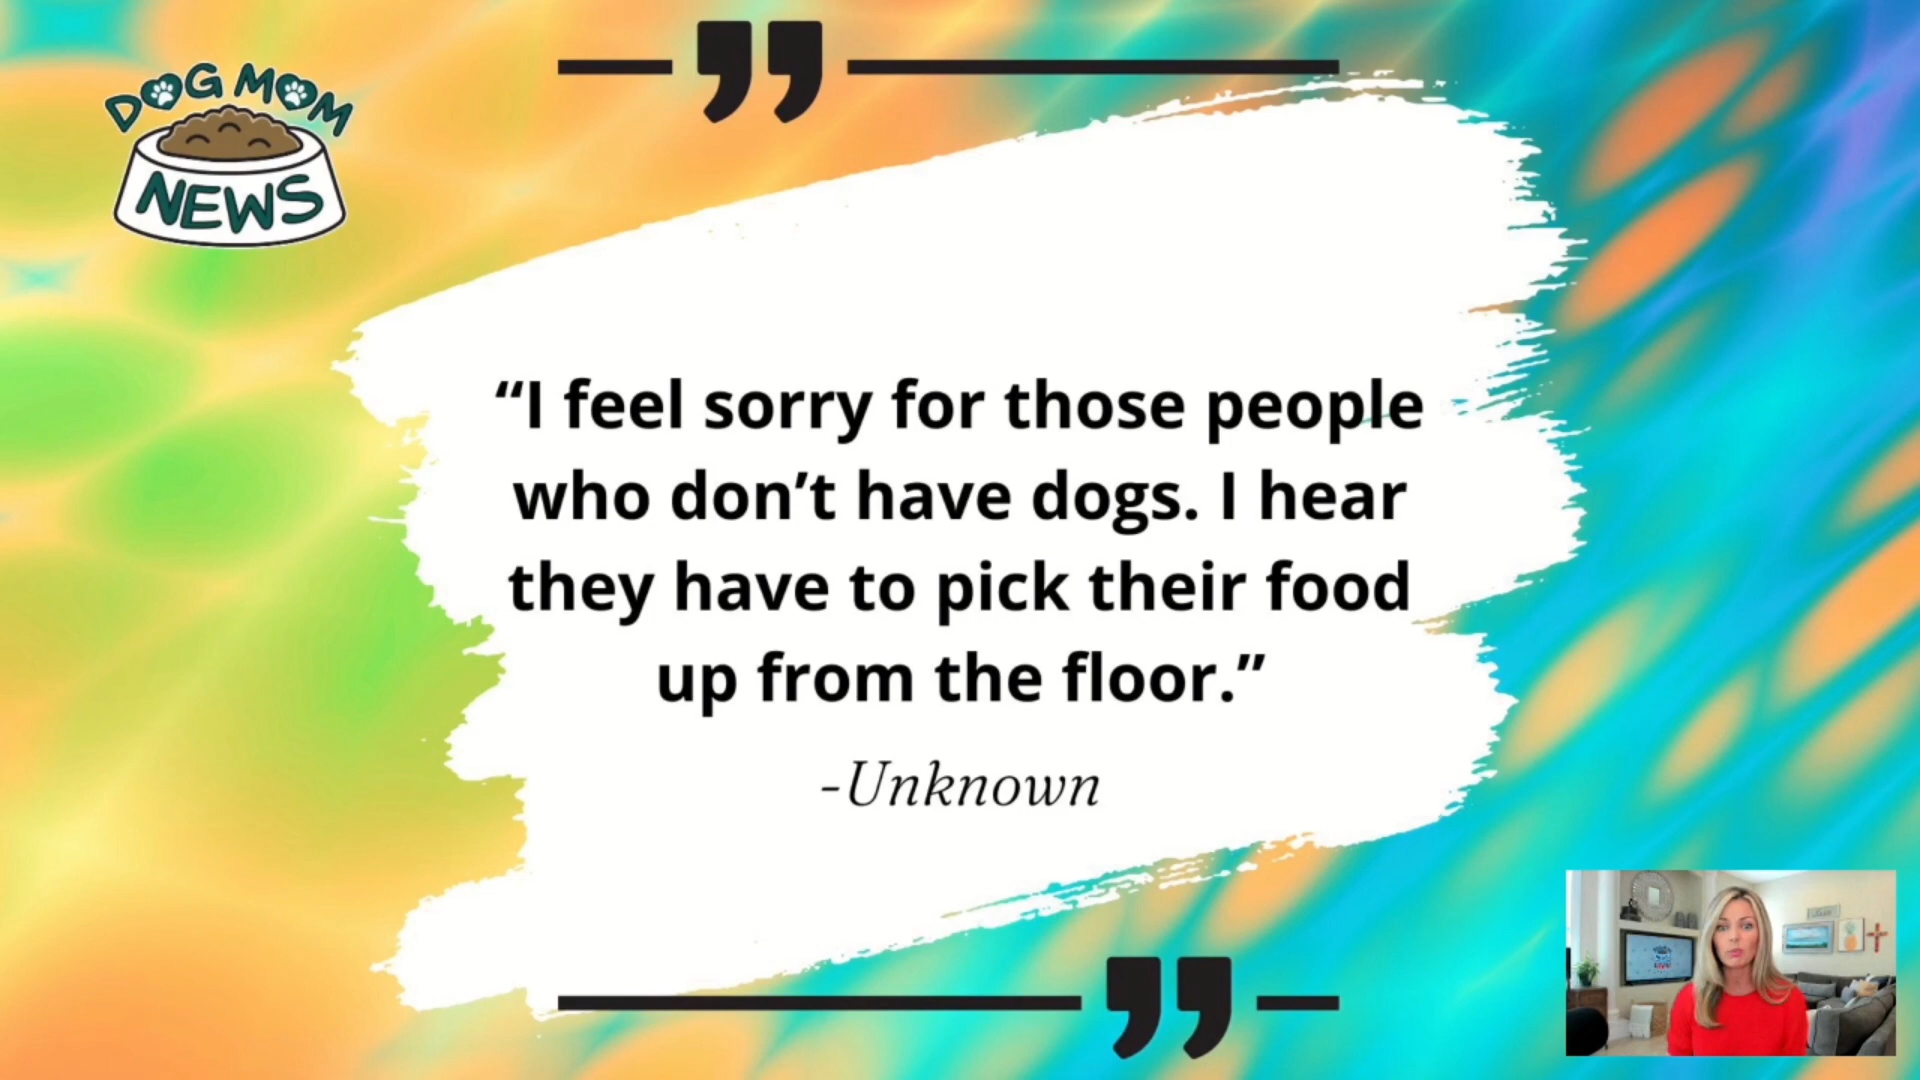 DOG MOM
NEWS
“I feel sorry for those people
who don’t have dogs. I hear
they have to pick their food
up from the floor.”
-Unknown